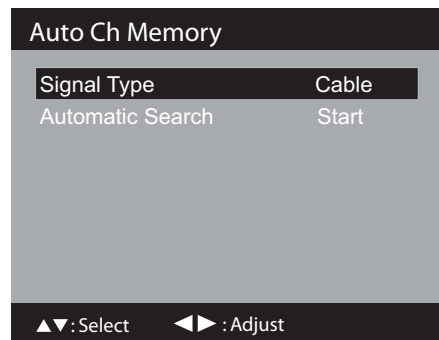 Auto Ch Memory
Signal Type Cable
Automatic Search Start
▲▼: Select ◀▶ : Adjust